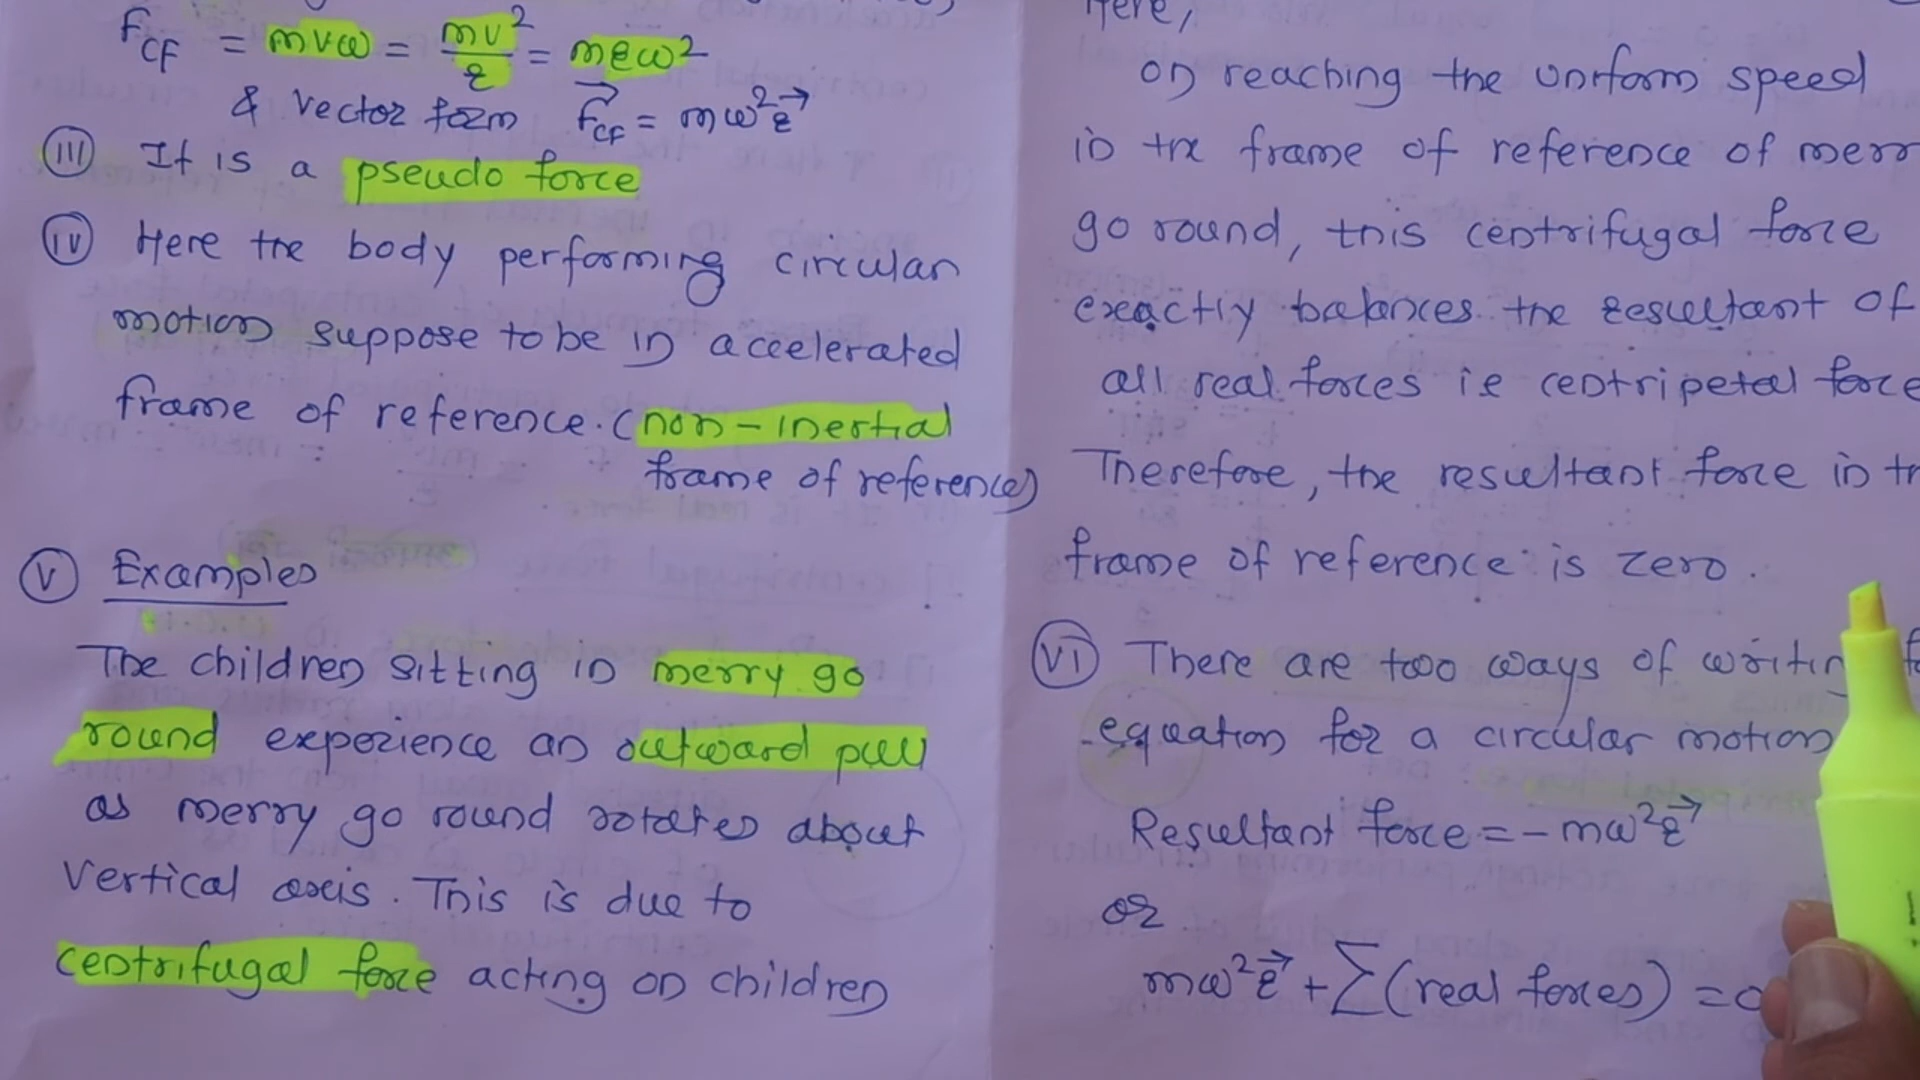 F_CF = mvω = mv²/r = mrω²
& vector form F⃗_CF = mω²r⃗
(iii) It is a pseudo force
(iv) Here the body performing circular
motion suppose to be in accelerated
frame of reference. (non-inertial
frame of reference)
(v) Examples
The children sitting in merry go
round experience an outward pull
as merry go round rotates about
vertical axis. This is due to
centrifugal force acting on children
Here,
on reaching the uniform speed
in the frame of reference of merr
go round, this centrifugal force
exactly balances the resultant of
all real forces ie centripetal force
Therefore, the resultant force in th
frame of reference is zero.
(vi) There are two ways of writin fo
equation for a circular motion
Resultant force = - mω²r⃗
or
mω²r⃗ + Σ(real forces) = 0